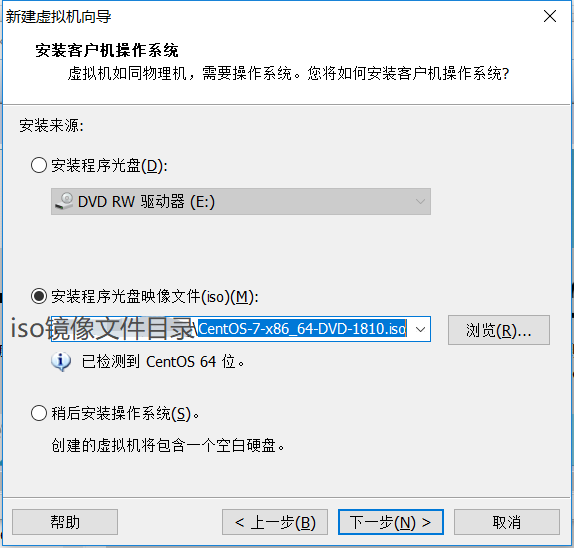 新建虚拟机向导
安装客户机操作系统
虚拟机如同物理机，需要操作系统。您将如何安装客户机操作系统?
安装来源:
安装程序光盘(D):
DVD RW 驱动器 (E:)
安装程序光盘映像文件(iso)(M):
iso镜像文件目录\CentOS-7-x86_64-DVD-1810.iso
浏览(R)...
已检测到 CentOS 64 位。
稍后安装操作系统(S)。
创建的虚拟机将包含一个空白硬盘。
帮助
< 上一步(B)
下一步(N) >
取消